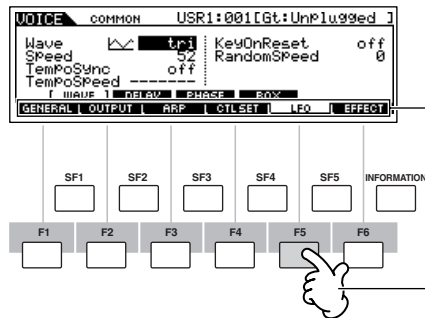 VOICE COMMON USR1:001[Gt:Unplu99ed ]
Wave tri KeyOnReset off
Speed 52 RandomSpeed 0
TempoSync off
TempoSpeed -------
[ WAVE ] DELAY PHASE BOX
GENERAL OUTPUT ARP CTL SET LFO EFFECT
SF1 SF2 SF3 SF4 SF5 INFORMATION
F1 F2 F3 F4 F5 F6